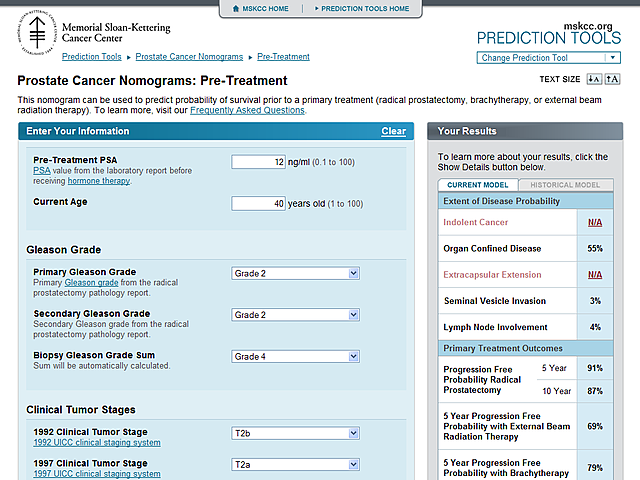 MSKCC HOME
PREDICTION TOOLS HOME
Memorial Sloan-Kettering
Cancer Center
mskcc.org
PREDICTION TOOLS
Prediction Tools
Prostate Cancer Nomograms
Pre-Treatment
Change Prediction Tool
TEXT SIZE
Prostate Cancer Nomograms: Pre-Treatment
This nomogram can be used to predict probability of survival prior to a primary treatment (radical prostatectomy, brachytherapy, or external beam
radiation therapy). To learn more, visit our Frequently Asked Questions.
Enter Your Information
Clear
Pre-Treatment PSA
PSA value from the laboratory report before
receiving hormone therapy.
12 ng/ml (0.1 to 100)
Current Age
40 years old (1 to 100)
Gleason Grade
Primary Gleason Grade
Primary Gleason grade from the radical
prostatectomy pathology report.
Grade 2
Secondary Gleason Grade
Secondary Gleason grade from the radical
prostatectomy pathology report.
Grade 2
Biopsy Gleason Grade Sum
Sum will be automatically calculated.
Grade 4
Clinical Tumor Stages
1992 Clinical Tumor Stage
1992 UICC clinical staging system
T2b
1997 Clinical Tumor Stage
1997 UICC clinical staging system
T2a
Your Results
To learn more about your results, click the
Show Details button below.
CURRENT MODEL
HISTORICAL MODEL
Extent of Disease Probability
Indolent Cancer N/A
Organ Confined Disease 55%
Extracapsular Extension N/A
Seminal Vesicle Invasion 3%
Lymph Node Involvement 4%
Primary Treatment Outcomes
Progression Free
Probability Radical
Prostatectomy
5 Year 91%
10 Year 87%
5 Year Progression Free
Probability with External Beam
Radiation Therapy
69%
5 Year Progression Free
Probability with Brachytherapy
79%